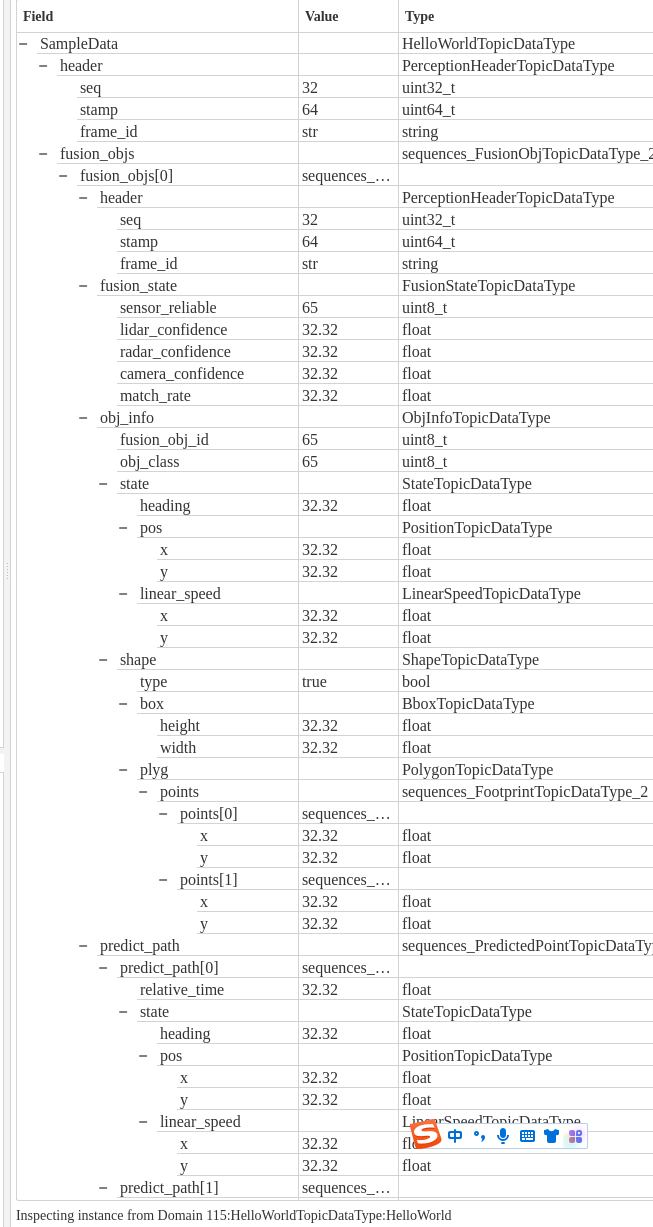 Field Value Type
SampleData HelloWorldTopicDataType
header PerceptionHeaderTopicDataType
seq 32 uint32_t
stamp 64 uint64_t
frame_id str string
fusion_objs sequences_FusionObjTopicDataType_2
fusion_objs[0] sequences_…
header PerceptionHeaderTopicDataType
seq 32 uint32_t
stamp 64 uint64_t
frame_id str string
fusion_state FusionStateTopicDataType
sensor_reliable 65 uint8_t
lidar_confidence 32.32 float
radar_confidence 32.32 float
camera_confidence 32.32 float
match_rate 32.32 float
obj_info ObjInfoTopicDataType
fusion_obj_id 65 uint8_t
obj_class 65 uint8_t
state StateTopicDataType
heading 32.32 float
pos PositionTopicDataType
x 32.32 float
y 32.32 float
linear_speed LinearSpeedTopicDataType
x 32.32 float
y 32.32 float
shape ShapeTopicDataType
type true bool
box BboxTopicDataType
height 32.32 float
width 32.32 float
plyg PolygonTopicDataType
points sequences_FootprintTopicDataType_2
points[0] sequences_…
x 32.32 float
y 32.32 float
points[1] sequences_…
x 32.32 float
y 32.32 float
predict_path sequences_PredictedPointTopicDataTy
predict_path[0] sequences_…
relative_time 32.32 float
state StateTopicDataType
heading 32.32 float
pos PositionTopicDataType
x 32.32 float
y 32.32 float
linear_speed LinearSpeedTopicDataType
中
x 32.32
y 32.32 float
predict_path[1] sequences_…
Inspecting instance from Domain 115:HelloWorldTopicDataType:HelloWorld